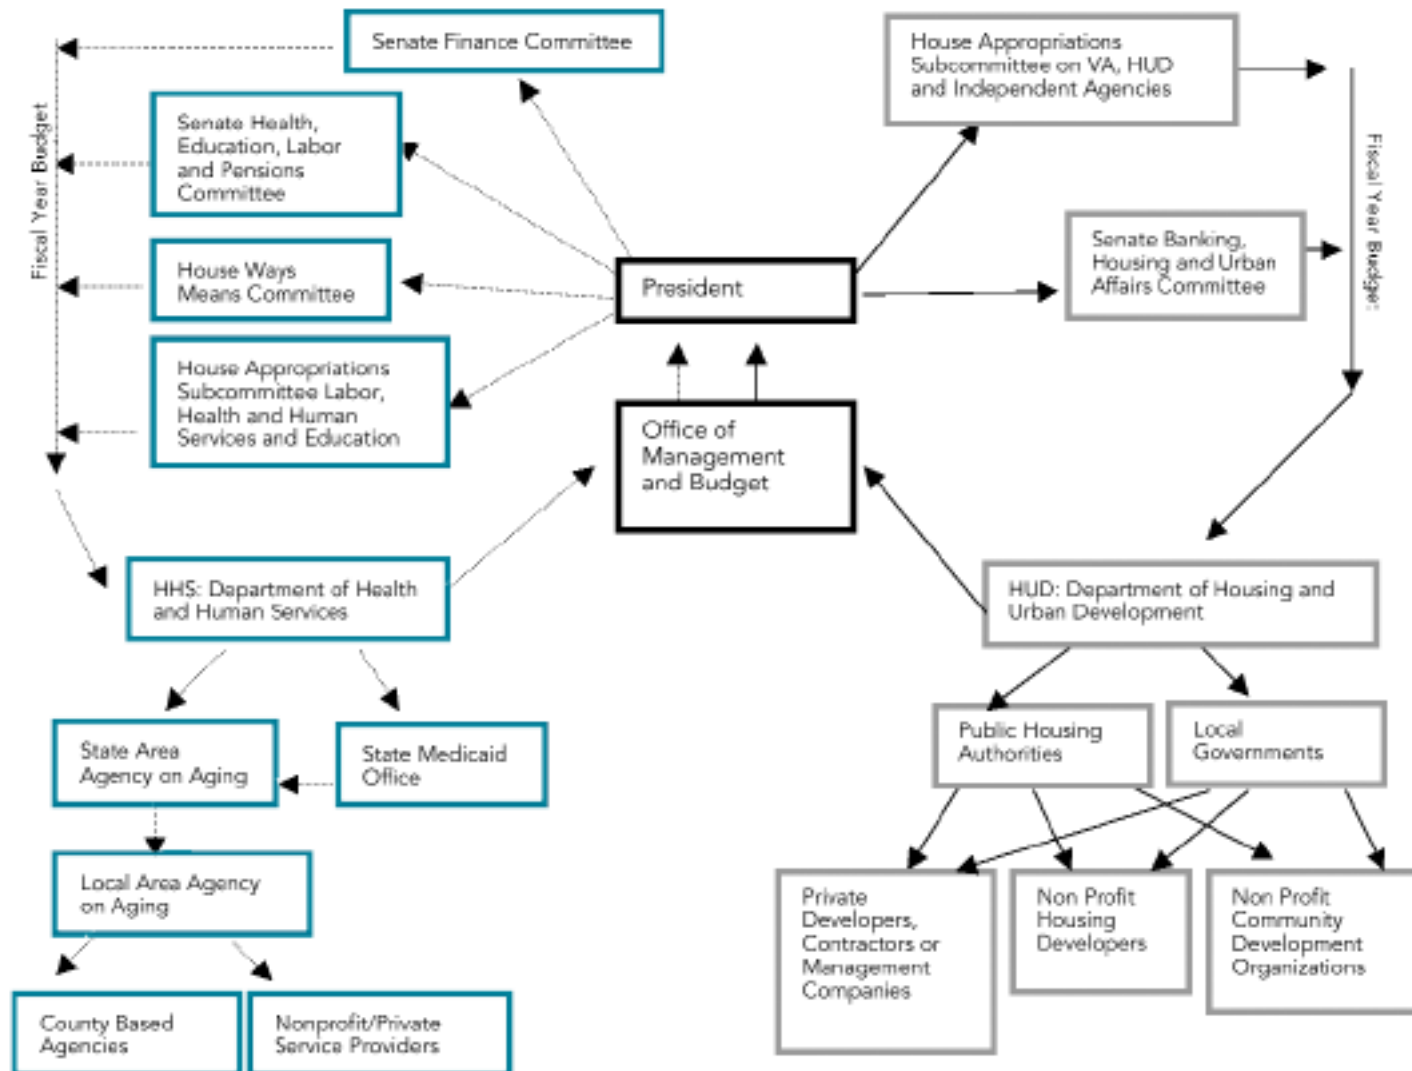 Senate Finance Committee
House Appropriations
Subcommittee on VA, HUD
and Independent Agencies
Fiscal Year Budget
Senate Health,
Education, Labor
and Pensions
Committee
Fiscal Year Budget:
Senate Banking,
Housing and Urban
Affairs Committee
House Ways
Means Committee
President
House Appropriations
Subcommittee Labor,
Health and Human
Services and Education
Office of
Management
and Budget
HHS: Department of Health
and Human Services
HUD: Department of Housing and
Urban Development
State Area
Agency on Aging
State Medicaid
Office
Public Housing
Authorities
Local
Governments
Local Area Agency
on Aging
Private
Developers,
Contractors or
Management
Companies
Non Profit
Housing
Developers
Non Profit
Community
Development
Organizations
County Based
Agencies
Nonprofit/Private
Service Providers